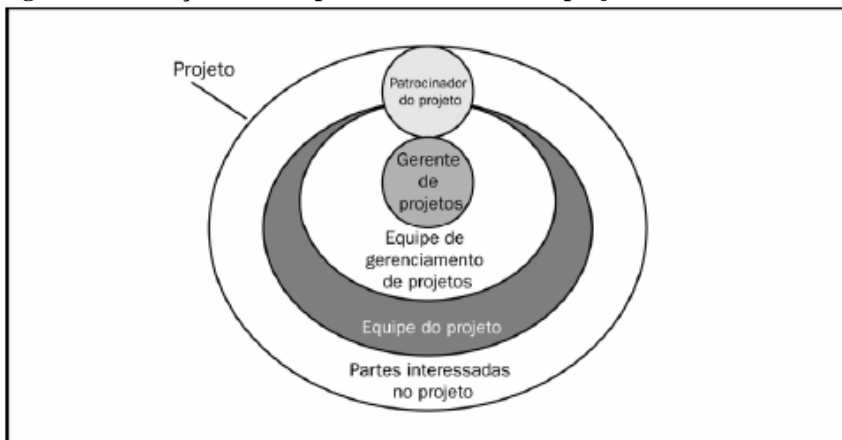 Projeto
Patrocinador
do projeto
Gerente
de
projetos
Equipe de
gerenciamento
de projetos
Equipe do projeto
Partes interessadas
no projeto